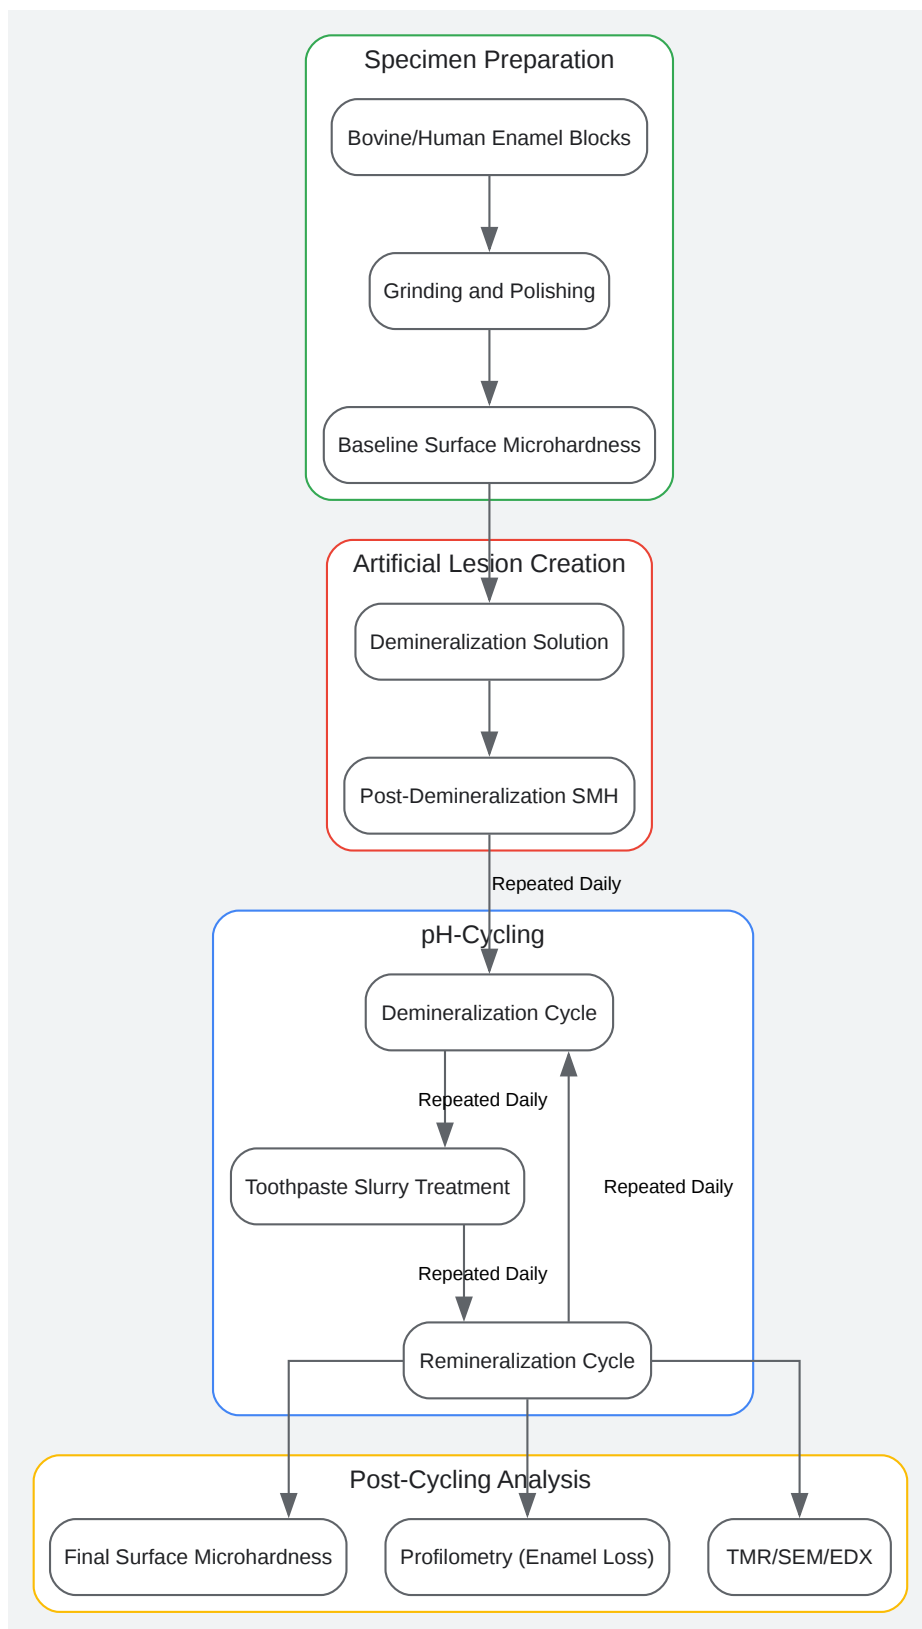 Specimen Preparation
Bovine/Human Enamel Blocks
Grinding and Polishing
Baseline Surface Microhardness
Artificial Lesion Creation
Demineralization Solution
Post-Demineralization SMH
Repeated Daily
pH-Cycling
Demineralization Cycle
Repeated Daily
Toothpaste Slurry Treatment
Repeated Daily
Repeated Daily
Remineralization Cycle
Post-Cycling Analysis
Final Surface Microhardness
Profilometry (Enamel Loss)
TMR/SEM/EDX